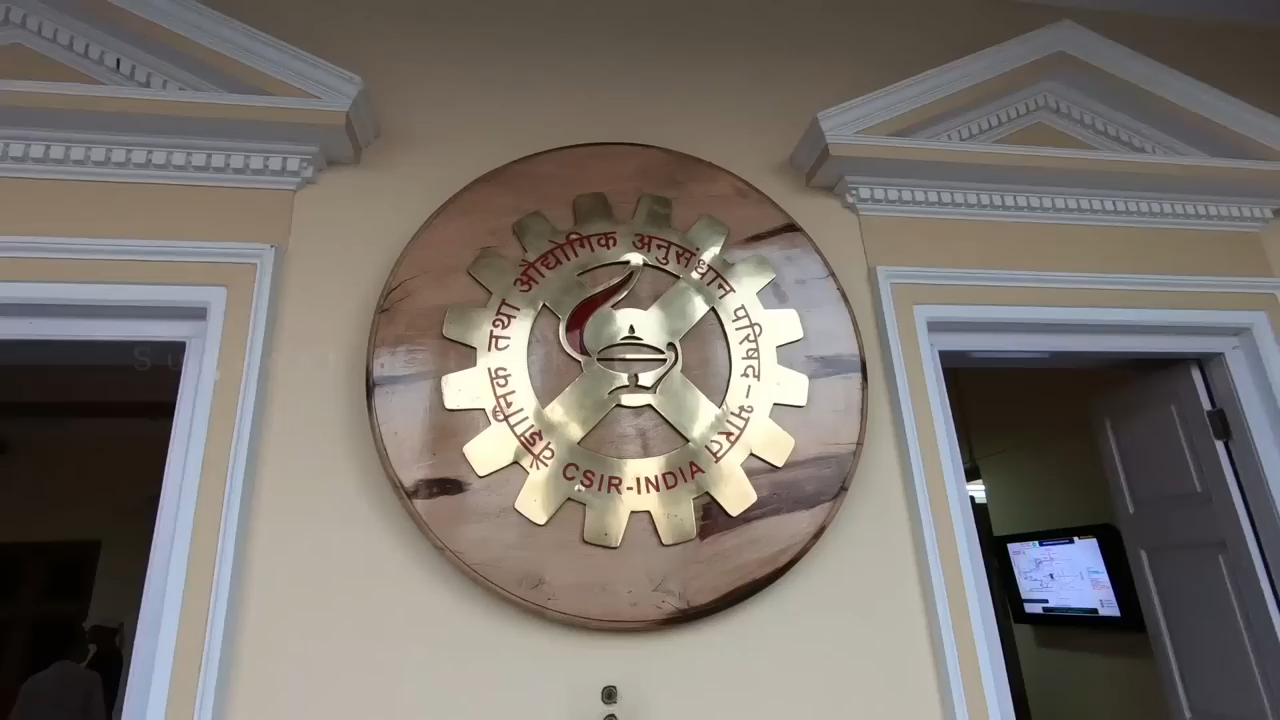 वैज्ञानिक तथा औद्योगिक अनुसंधान परिषद - भारत
CSIR-INDIA